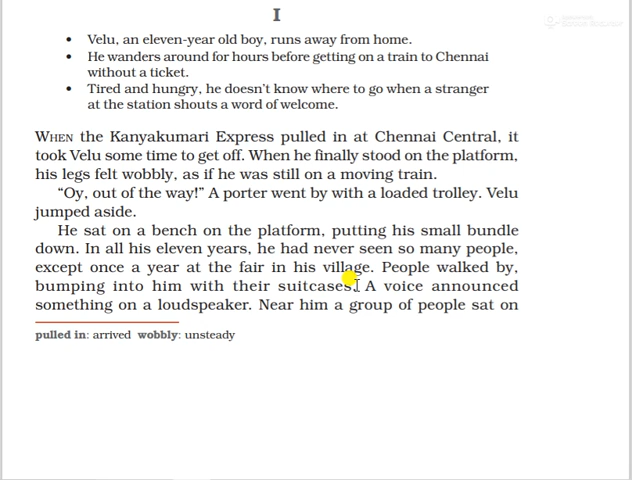 I
• Velu, an eleven-year old boy, runs away from home.
• He wanders around for hours before getting on a train to Chennai
without a ticket.
• Tired and hungry, he doesn't know where to go when a stranger
at the station shouts a word of welcome.
WHEN the Kanyakumari Express pulled in at Chennai Central, it
took Velu some time to get off. When he finally stood on the platform,
his legs felt wobbly, as if he was still on a moving train.
“Oy, out of the way!” A porter went by with a loaded trolley. Velu
jumped aside.
He sat on a bench on the platform, putting his small bundle
down. In all his eleven years, he had never seen so many people,
except once a year at the fair in his village. People walked by,
bumping into him with their suitcases. A voice announced
something on a loudspeaker. Near him a group of people sat on
pulled in: arrived wobbly: unsteady